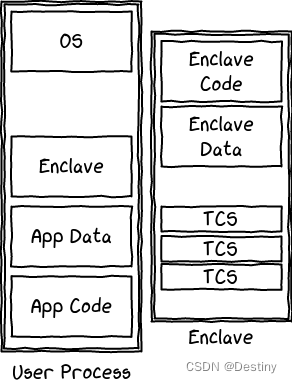 OS
Enclave
App Data
App Code
User Process
Enclave
Code
Enclave
Data
TCS
TCS
TCS
Enclave
CSDN @Destiny